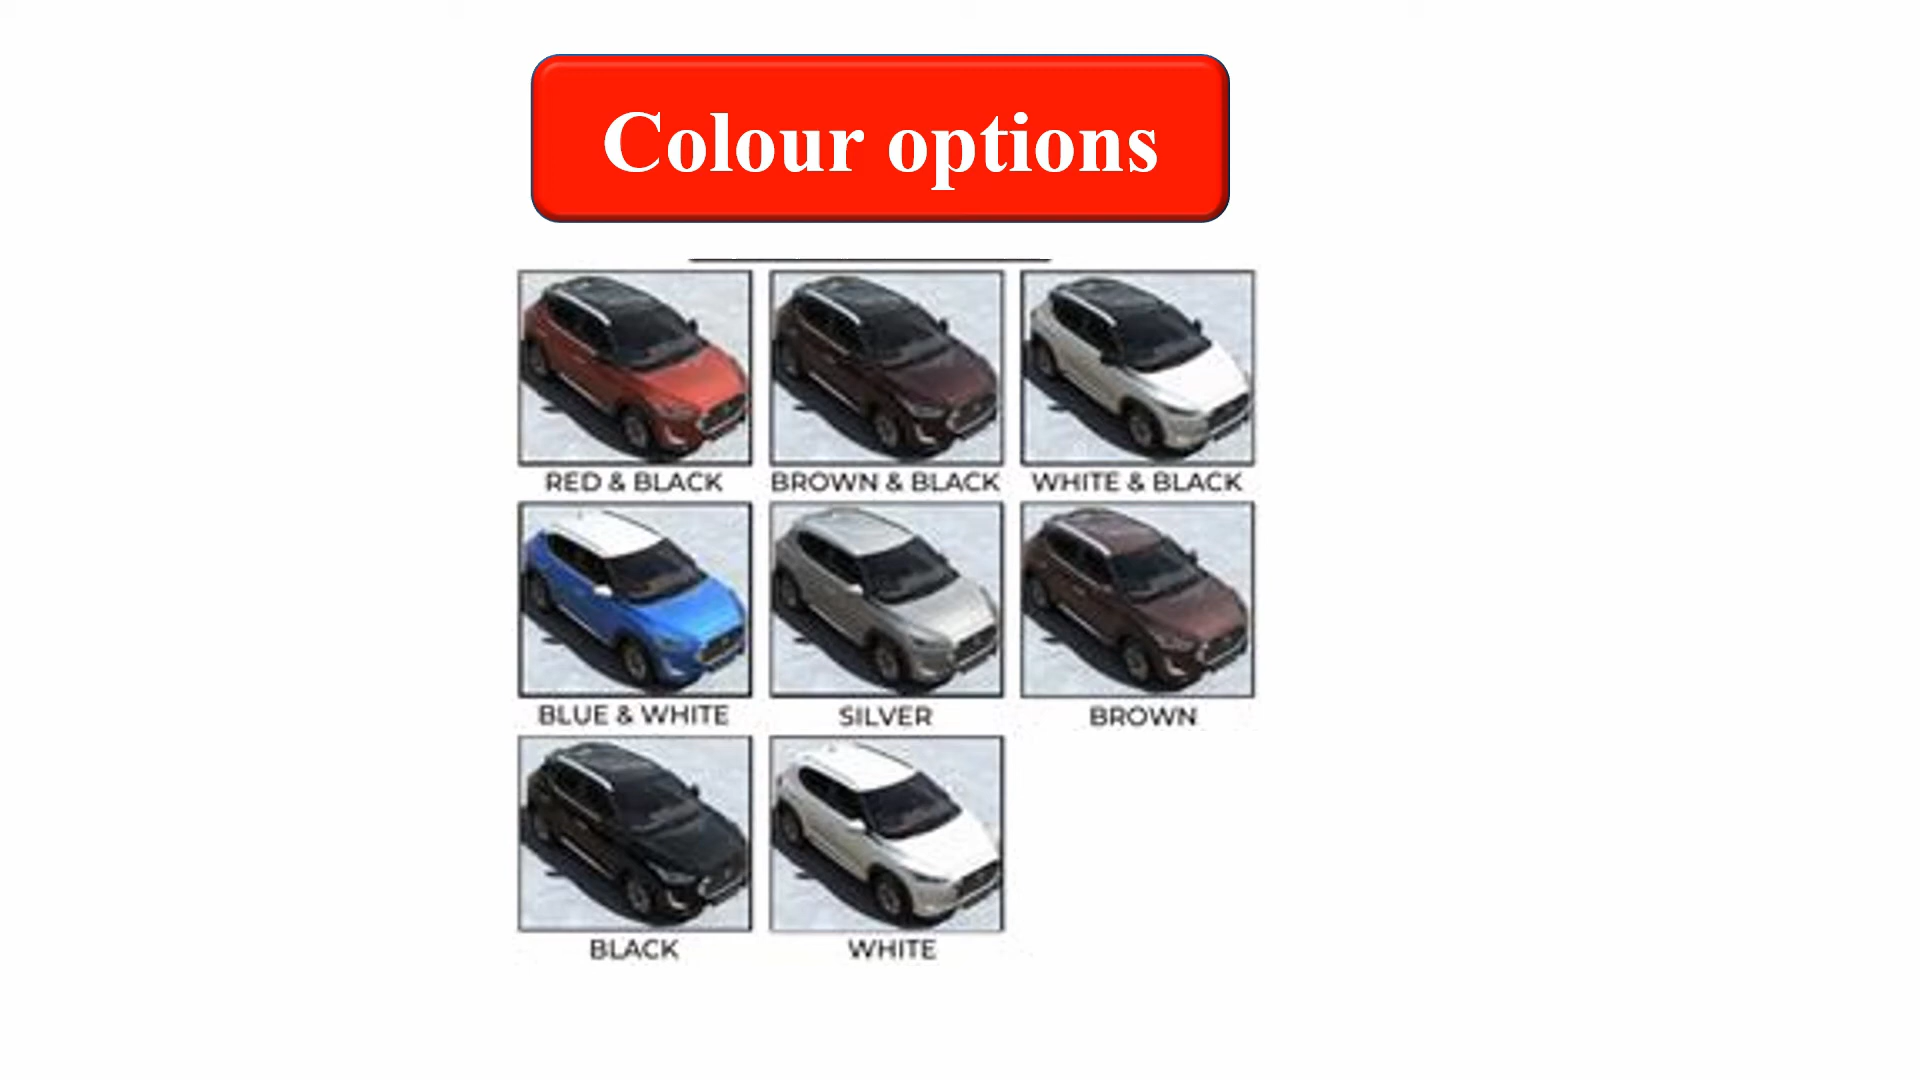 Colour options
RED & BLACK
BROWN & BLACK
WHITE & BLACK
BLUE & WHITE
SILVER
BROWN
BLACK
WHITE